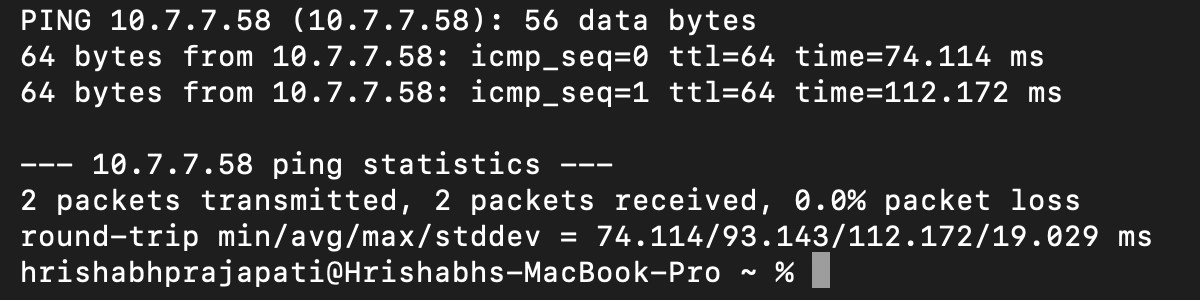 PING 10.7.7.58 (10.7.7.58): 56 data bytes
64 bytes from 10.7.7.58: icmp_seq=0 ttl=64 time=74.114 ms
64 bytes from 10.7.7.58: icmp_seq=1 ttl=64 time=112.172 ms
--- 10.7.7.58 ping statistics ---
2 packets transmitted, 2 packets received, 0.0% packet loss
round-trip min/avg/max/stddev = 74.114/93.143/112.172/19.029 ms
hrishabhprajapati@Hrishabhs-MacBook-Pro ~ %